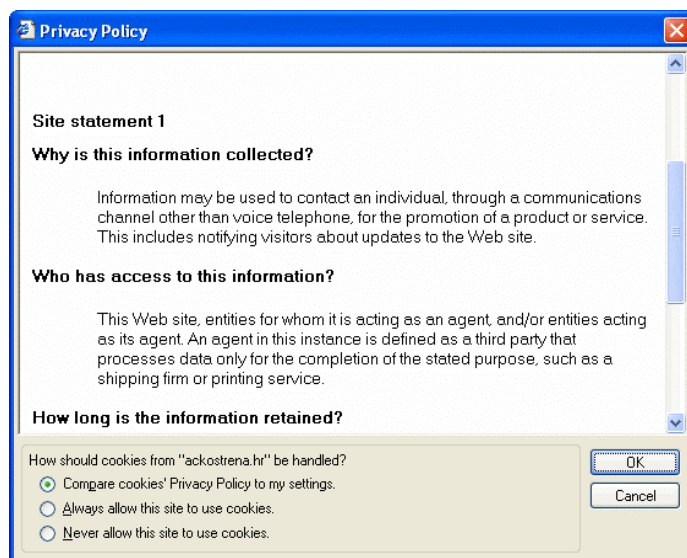 Privacy Policy
Site statement 1
Why is this information collected?
Information may be used to contact an individual, through a communications
channel other than voice telephone, for the promotion of a product or service.
This includes notifying visitors about updates to the Web site.
Who has access to this information?
This Web site, entities for whom it is acting as an agent, and/or entities acting
as its agent. An agent in this instance is defined as a third party that
processes data only for the completion of the stated purpose, such as a
shipping firm or printing service.
How long is the information retained?
How should cookies from "ackostrena.hr" be handled?
Compare cookies' Privacy Policy to my settings.
Always allow this site to use cookies.
Never allow this site to use cookies.
OK
Cancel